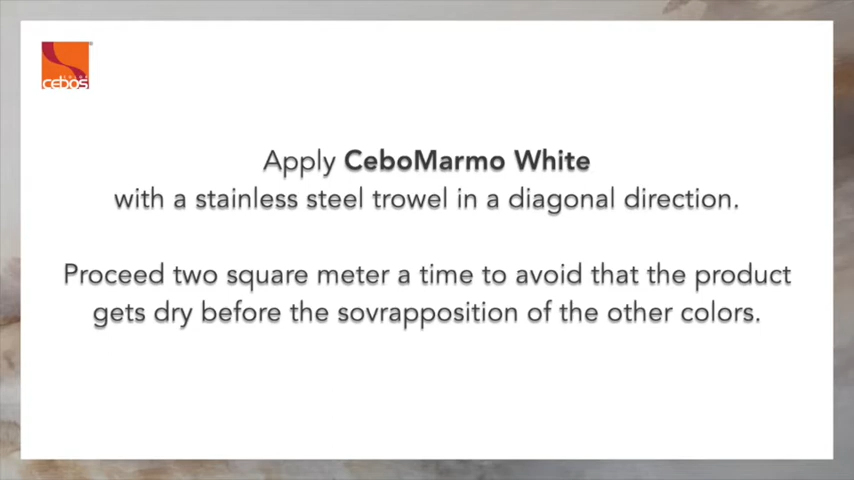 COLOR
cebos
Apply CeboMarmo White
with a stainless steel trowel in a diagonal direction.
Proceed two square meter a time to avoid that the product
gets dry before the sovrapposition of the other colors.